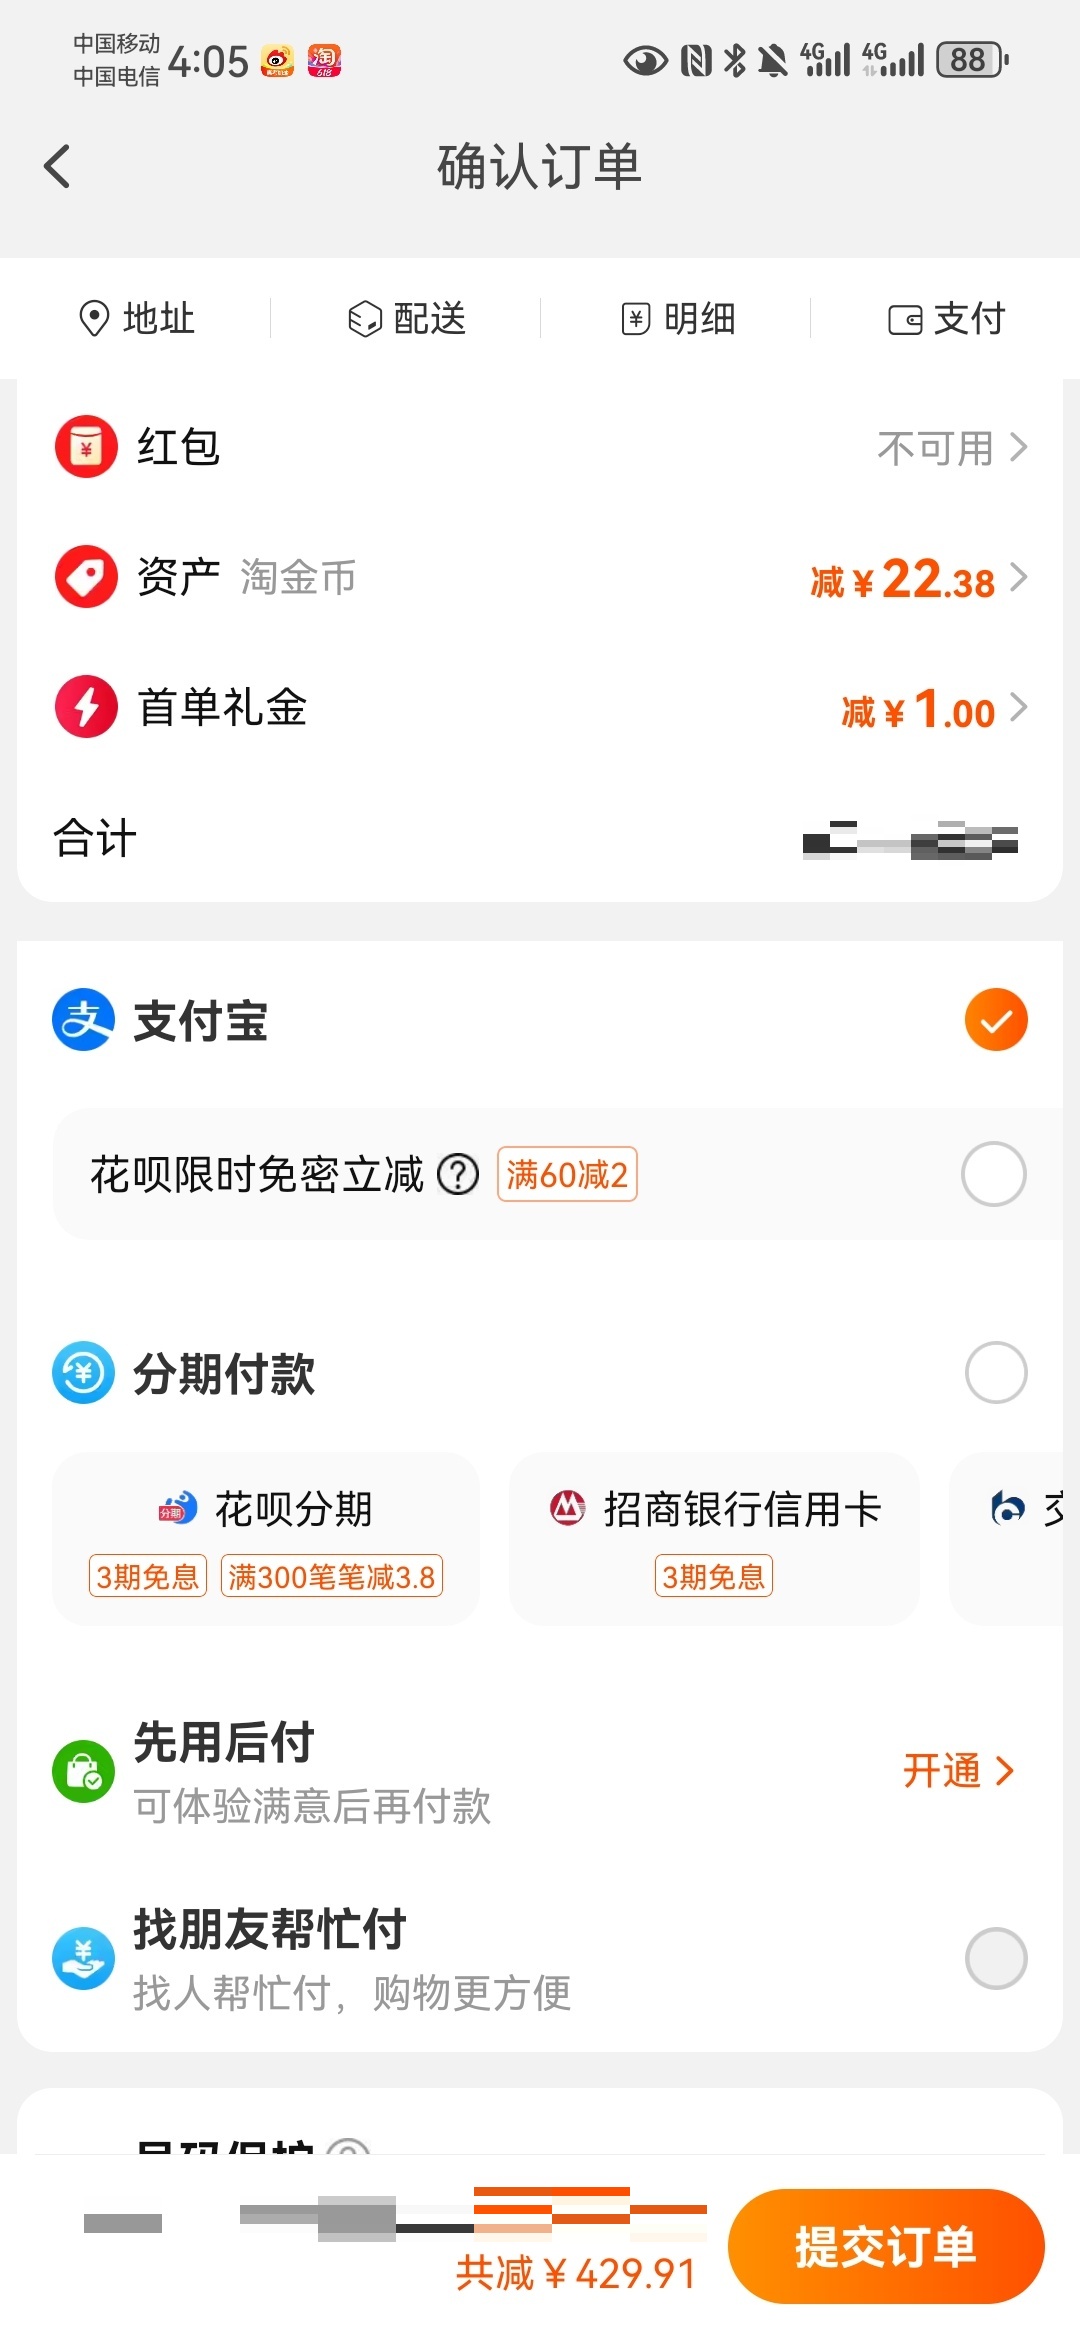 中国移动
中国电信
4:05
4G 4G 88
确认订单
地址 配送 明细 支付
红包 不可用
资产 淘金币 减¥22.38
首单礼金 减¥1.00
合计
支付宝
花呗限时免密立减 满60减2
分期付款
花呗分期 招商银行信用卡 交
3期免息 满300笔笔减3.8 3期免息
先用后付
可体验满意后再付款
开通
找朋友帮忙付
找人帮忙付，购物更方便
号码保护
共减¥429.91
提交订单